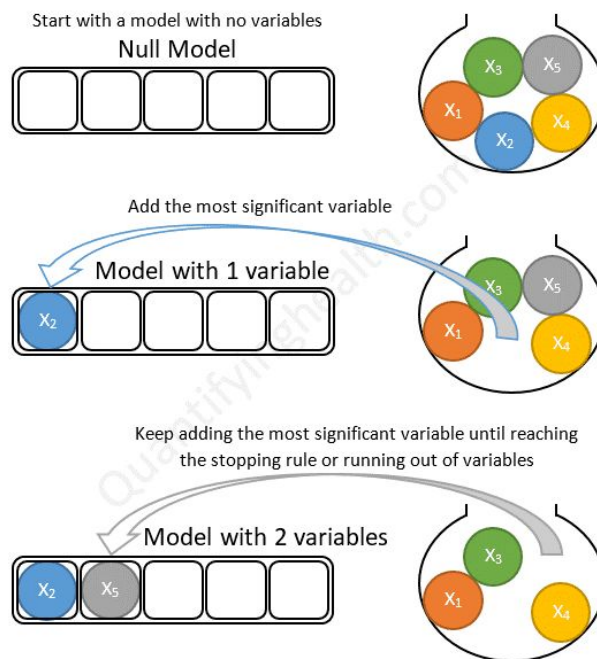 Start with a model with no variables
Null Model
X₃ X₅
X₁ X₄
X₂
Add the most significant variable
Model with 1 variable
X₂
X₃ X₅
X₁ X₄
Keep adding the most significant variable until reaching
the stopping rule or running out of variables
Model with 2 variables
X₂ X₅
X₃
X₁ X₄
Quantifyinghealth.com